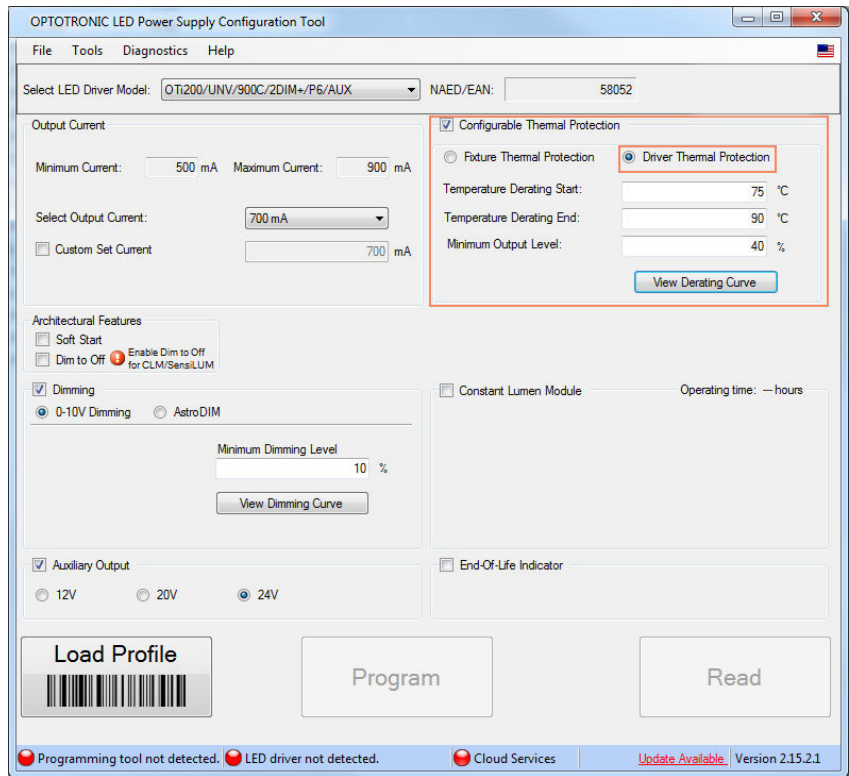 OPTOTRONIC LED Power Supply Configuration Tool
File Tools Diagnostics Help
Select LED Driver Model: OTi200/UNV/900C/2DIM+/P6/AUX NAED/EAN: 58052
Output Current
Minimum Current: 500 mA Maximum Current: 900 mA
Select Output Current: 700 mA
Custom Set Current 700 mA
Configurable Thermal Protection
Fixture Thermal Protection Driver Thermal Protection
Temperature Derating Start: 75 °C
Temperature Derating End: 90 °C
Minimum Output Level: 40 %
View Derating Curve
Architectural Features
Soft Start
Dim to Off
Enable Dim to Off
for CLM/SensiLUM
Dimming
0-10V Dimming AstroDIM
Minimum Dimming Level
10 %
View Dimming Curve
Constant Lumen Module Operating time: --- hours
Auxiliary Output
12V 20V 24V
End-Of-Life Indicator
Load Profile
Program
Read
Programming tool not detected. LED driver not detected. Cloud Services Update Available Version 2.15.2.1